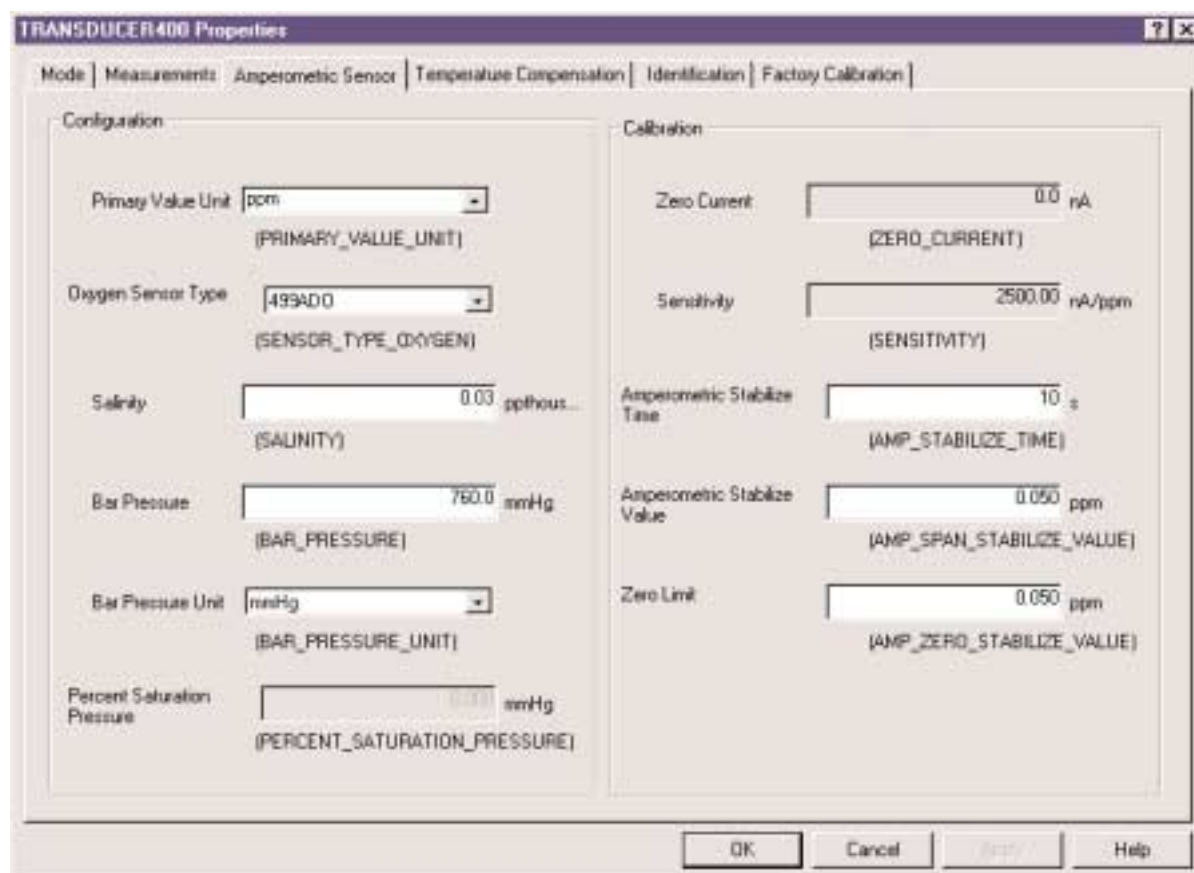 TRANSDUCER400 Properties
? x
Mode | Measurements | Amperometric Sensor | Temperature Compensation | Identification | Factory Calibration
Configuration
Primary Value Unit ppm
(PRIMARY_VALUE_UNIT)
Oxygen Sensor Type 499ADO
(SENSOR_TYPE_OXYGEN)
Salinity 0.03 ppthous...
(SALINITY)
Bar Pressure 760.0 mmHg
(BAR_PRESSURE)
Bar Pressure Unit mmHg
(BAR_PRESSURE_UNIT)
Percent Saturation
Pressure
mmHg
(PERCENT_SATURATION_PRESSURE)
Calibration
Zero Current 0.0 nA
(ZERO_CURRENT)
Sensitivity 2500.00 nA/ppm
(SENSITIVITY)
Amperometric Stabilize
Time
10 s
(AMP_STABILIZE_TIME)
Amperometric Stabilize
Value
0.050 ppm
(AMP_SPAN_STABILIZE_VALUE)
Zero Limit 0.050 ppm
(AMP_ZERO_STABILIZE_VALUE)
OK Cancel Apply Help